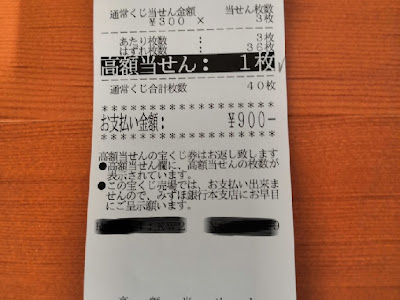 通常くじ当せん金額 当せん枚数
¥300 × 3枚
あたり枚数 : 3枚
はずれ枚数 : 36枚
高額当せん: 1枚
通常くじ合計枚数 40枚
********************
お支払い金額: ¥900-
********************
高額当せんの宝くじ券はお返し致します
●高額当せん欄に、高額当せんの枚数が
表示されています。
●この宝くじ売場では、お支払い出来ま
せんので、みずほ銀行本支店にお早目
にご呈示願います。